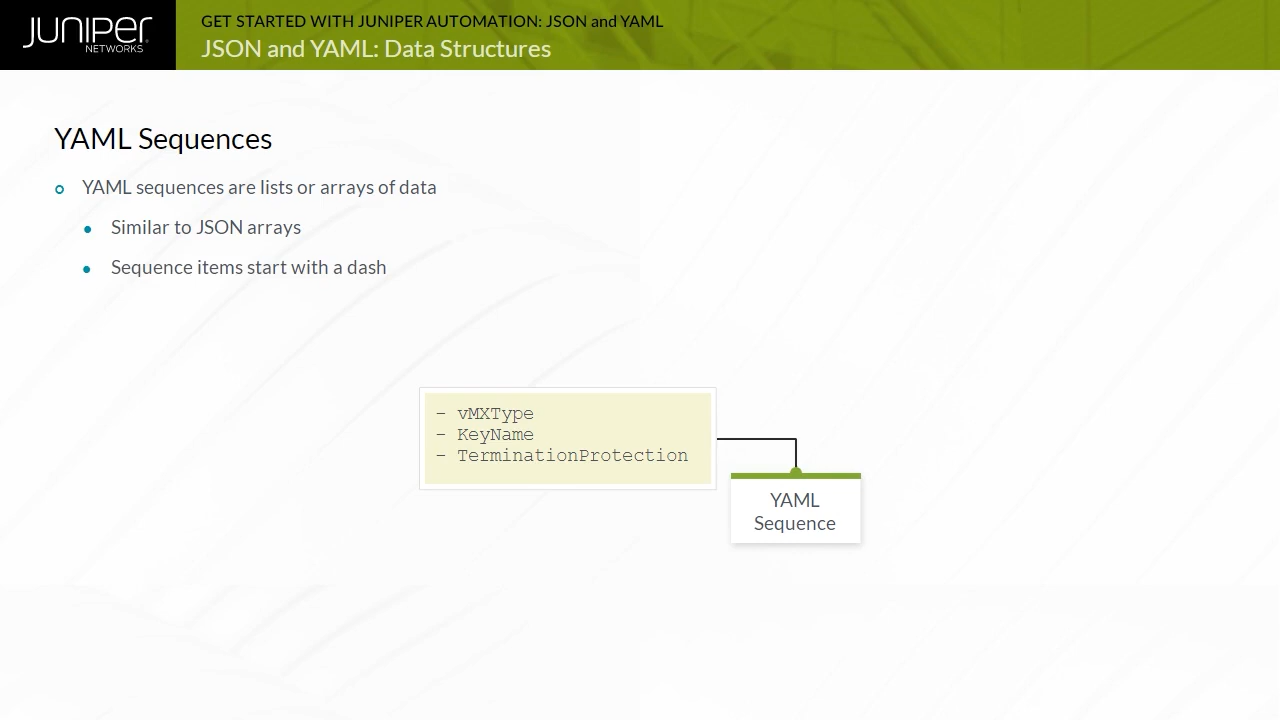 JUNIPEr
NETWORKS
GET STARTED WITH JUNIPER AUTOMATION: JSON and YAML
JSON and YAML: Data Structures
YAML Sequences
YAML sequences are lists or arrays of data
Similar to JSON arrays
Sequence items start with a dash
- vMXType
- KeyName
- TerminationProtection
YAML
Sequence